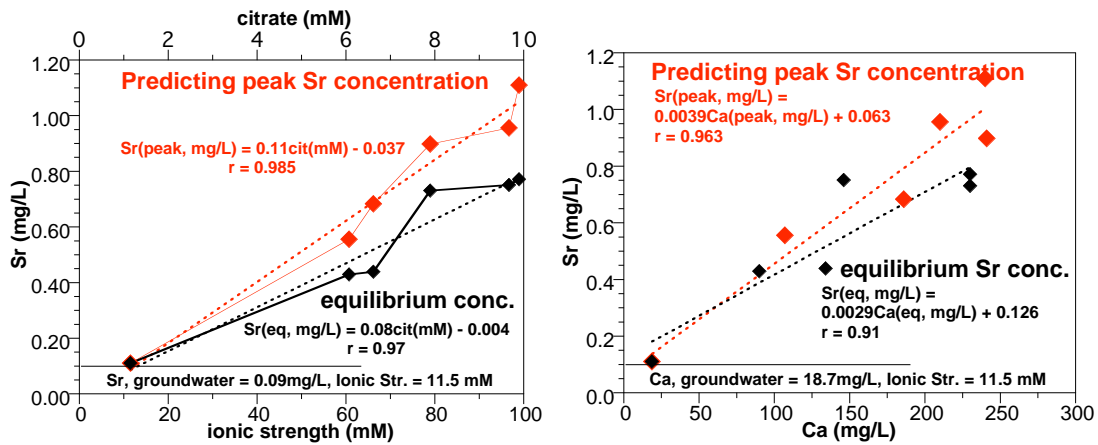 citrate (mM)
0 2 4 6 8 10
1.20
1.00
0.80
0.60
0.40
0.20
0.00
Sr (mg/L)
Predicting peak Sr concentration
Sr(peak, mg/L) = 0.11cit(mM) - 0.037
r = 0.985
equilibrium conc.
Sr(eq, mg/L) = 0.08cit(mM) - 0.004
r = 0.97
Sr, groundwater = 0.09mg/L, Ionic Str. = 11.5 mM
0 20 40 60 80 100
ionic strength (mM)
1.2
1.0
0.8
0.6
0.4
0.2
0.0
Sr (mg/L)
Predicting peak Sr concentration
Sr(peak, mg/L) =
0.0039Ca(peak, mg/L) + 0.063
r = 0.963
equilibrium Sr conc.
Sr(eq, mg/L) =
0.0029Ca(eq, mg/L) + 0.126
r = 0.91
Ca, groundwater = 18.7mg/L, Ionic Str. = 11.5 mM
0 50 100 150 200 250 300
Ca (mg/L)